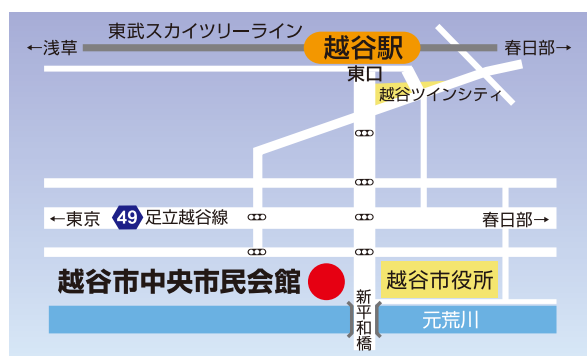 東武スカイツリーライン
←浅草
越谷駅
春日部→
東口
越谷ツインシティ
←東京
49
足立越谷線
春日部→
越谷市中央市民会館
越谷市役所
新平和橋
元荒川